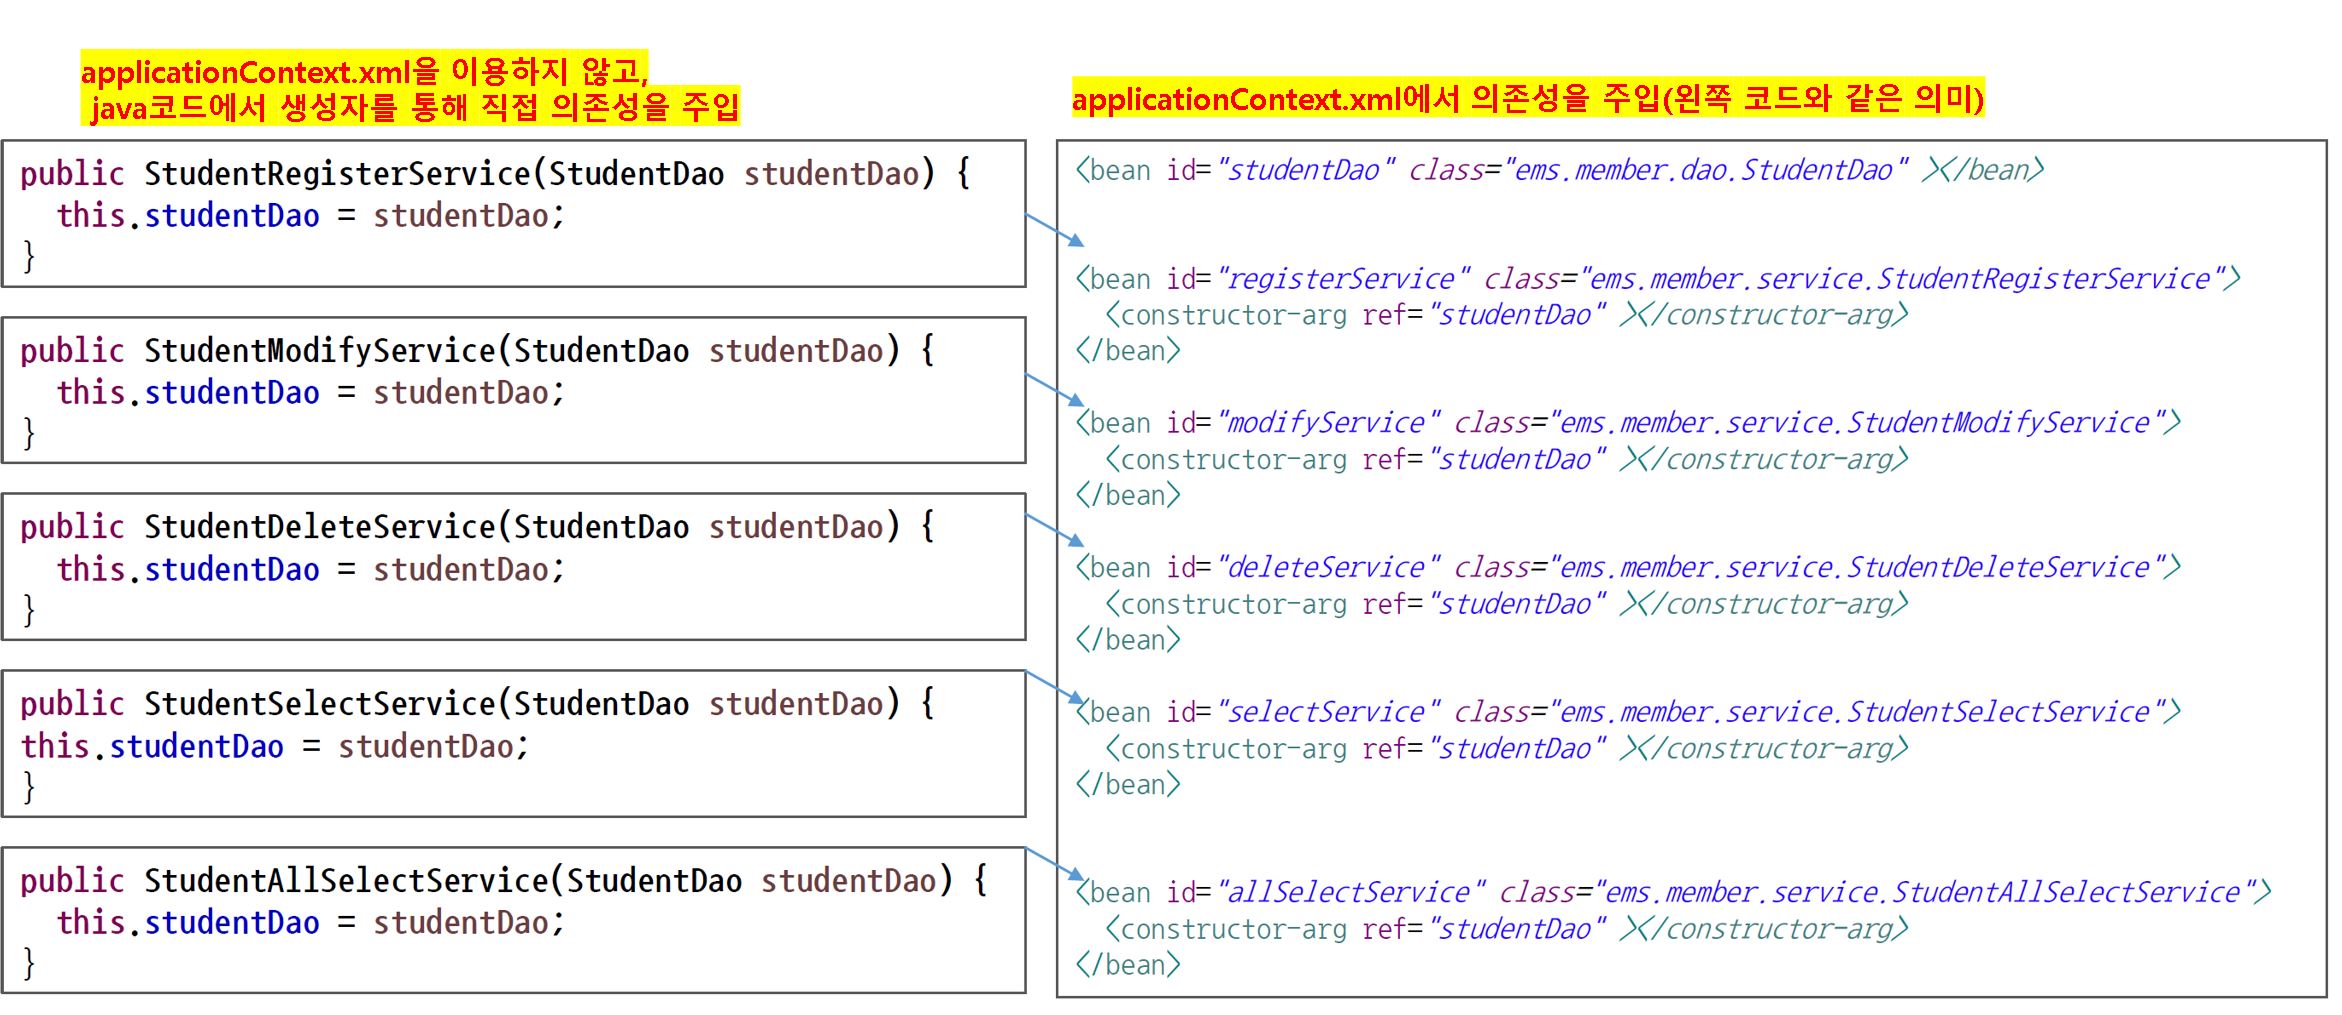 applicationContext.xml을 이용하지 않고,
java코드에서 생성자를 통해 직접 의존성을 주입
public StudentRegisterService(StudentDao studentDao) {
  this.studentDao = studentDao;
}
public StudentModifyService(StudentDao studentDao) {
  this.studentDao = studentDao;
}
public StudentDeleteService(StudentDao studentDao) {
  this.studentDao = studentDao;
}
public StudentSelectService(StudentDao studentDao) {
this.studentDao = studentDao;
}
public StudentAllSelectService(StudentDao studentDao) {
  this.studentDao = studentDao;
}
applicationContext.xml에서 의존성을 주입(왼쪽 코드와 같은 의미)
<bean id="studentDao" class="ems.member.dao.StudentDao" ></bean>
<bean id="registerService" class="ems.member.service.StudentRegisterService">
  <constructor-arg ref="studentDao" ></constructor-arg>
</bean>
<bean id="modifyService" class="ems.member.service.StudentModifyService">
  <constructor-arg ref="studentDao" ></constructor-arg>
</bean>
<bean id="deleteService" class="ems.member.service.StudentDeleteService">
  <constructor-arg ref="studentDao" ></constructor-arg>
</bean>
<bean id="selectService" class="ems.member.service.StudentSelectService">
  <constructor-arg ref="studentDao" ></constructor-arg>
</bean>
<bean id="allSelectService" class="ems.member.service.StudentAllSelectService">
  <constructor-arg ref="studentDao" ></constructor-arg>
</bean>